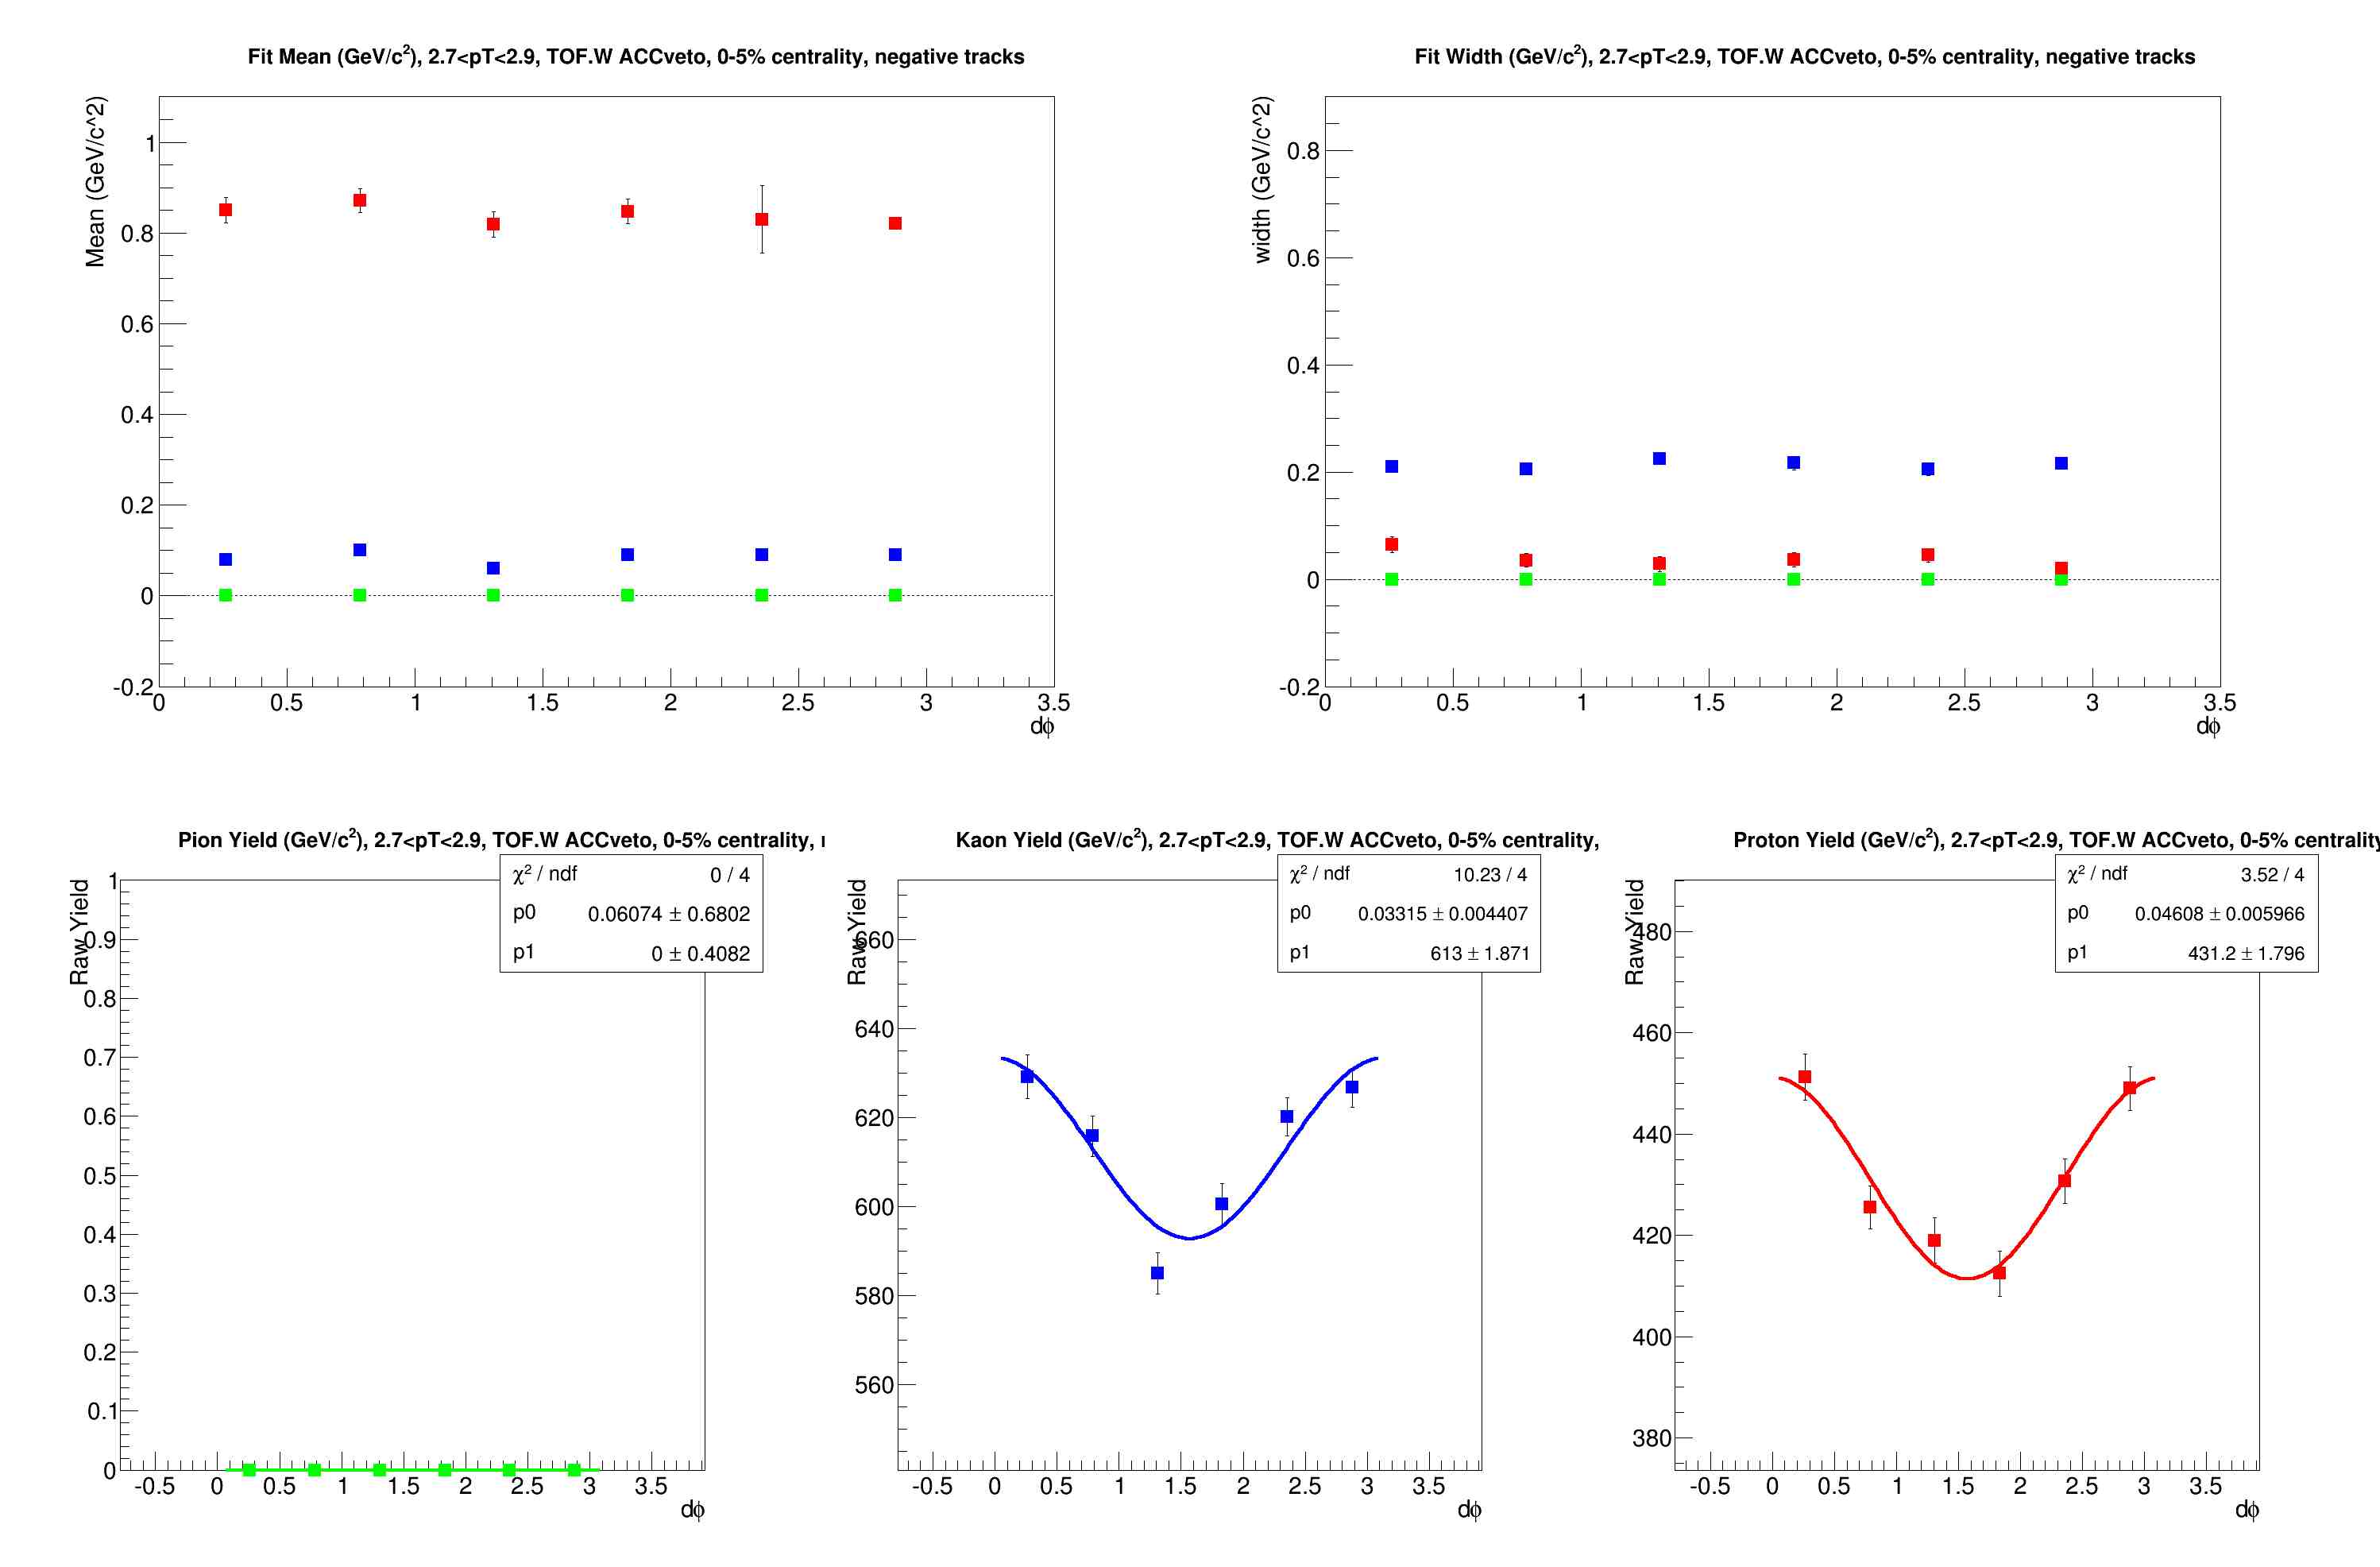 Fit Mean (GeV/c²), 2.7<pT<2.9, TOF.W ACCveto, 0-5% centrality, negative tracks
Mean (GeV/c^2)
1
0.8
0.6
0.4
0.2
0
-0.2
0 0.5 1 1.5 2 2.5 3 3.5
dϕ
Fit Width (GeV/c²), 2.7<pT<2.9, TOF.W ACCveto, 0-5% centrality, negative tracks
width (GeV/c^2)
0.8
0.6
0.4
0.2
0
-0.2
0 0.5 1 1.5 2 2.5 3 3.5
dϕ
Pion Yield (GeV/c²), 2.7<pT<2.9, TOF.W ACCveto, 0-5% centrality,
χ² / ndf 0 / 4
p0 0.06074 ± 0.6802
p1 0 ± 0.4082
Raw Yield
1
0.9
0.8
0.7
0.6
0.5
0.4
0.3
0.2
0.1
0
-0.5 0 0.5 1 1.5 2 2.5 3 3.5
dϕ
Kaon Yield (GeV/c²), 2.7<pT<2.9, TOF.W ACCveto, 0-5% centrality,
χ² / ndf 10.23 / 4
p0 0.03315 ± 0.004407
p1 613 ± 1.871
Raw Yield
660
640
620
600
580
560
-0.5 0 0.5 1 1.5 2 2.5 3 3.5
dϕ
Proton Yield (GeV/c²), 2.7<pT<2.9, TOF.W ACCveto, 0-5% centrality
χ² / ndf 3.52 / 4
p0 0.04608 ± 0.005966
p1 431.2 ± 1.796
Raw Yield
480
460
440
420
400
380
-0.5 0 0.5 1 1.5 2 2.5 3 3.5
dϕ